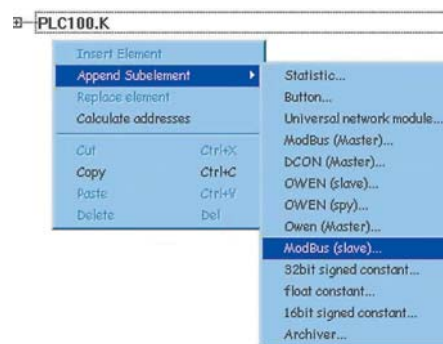 PLC100.K
Insert Element
Append Subelement
Replace element
Calculate addresses
Cut Ctrl+X
Copy Ctrl+C
Paste Ctrl+V
Delete Del
Statistic...
Button...
Universal network module...
ModBus (Master)...
DCON (Master)...
OWEN (slave)...
OWEN (spy)...
Owen (Master)...
ModBus (slave)...
32bit signed constant...
float constant...
16bit signed constant...
Archiver...